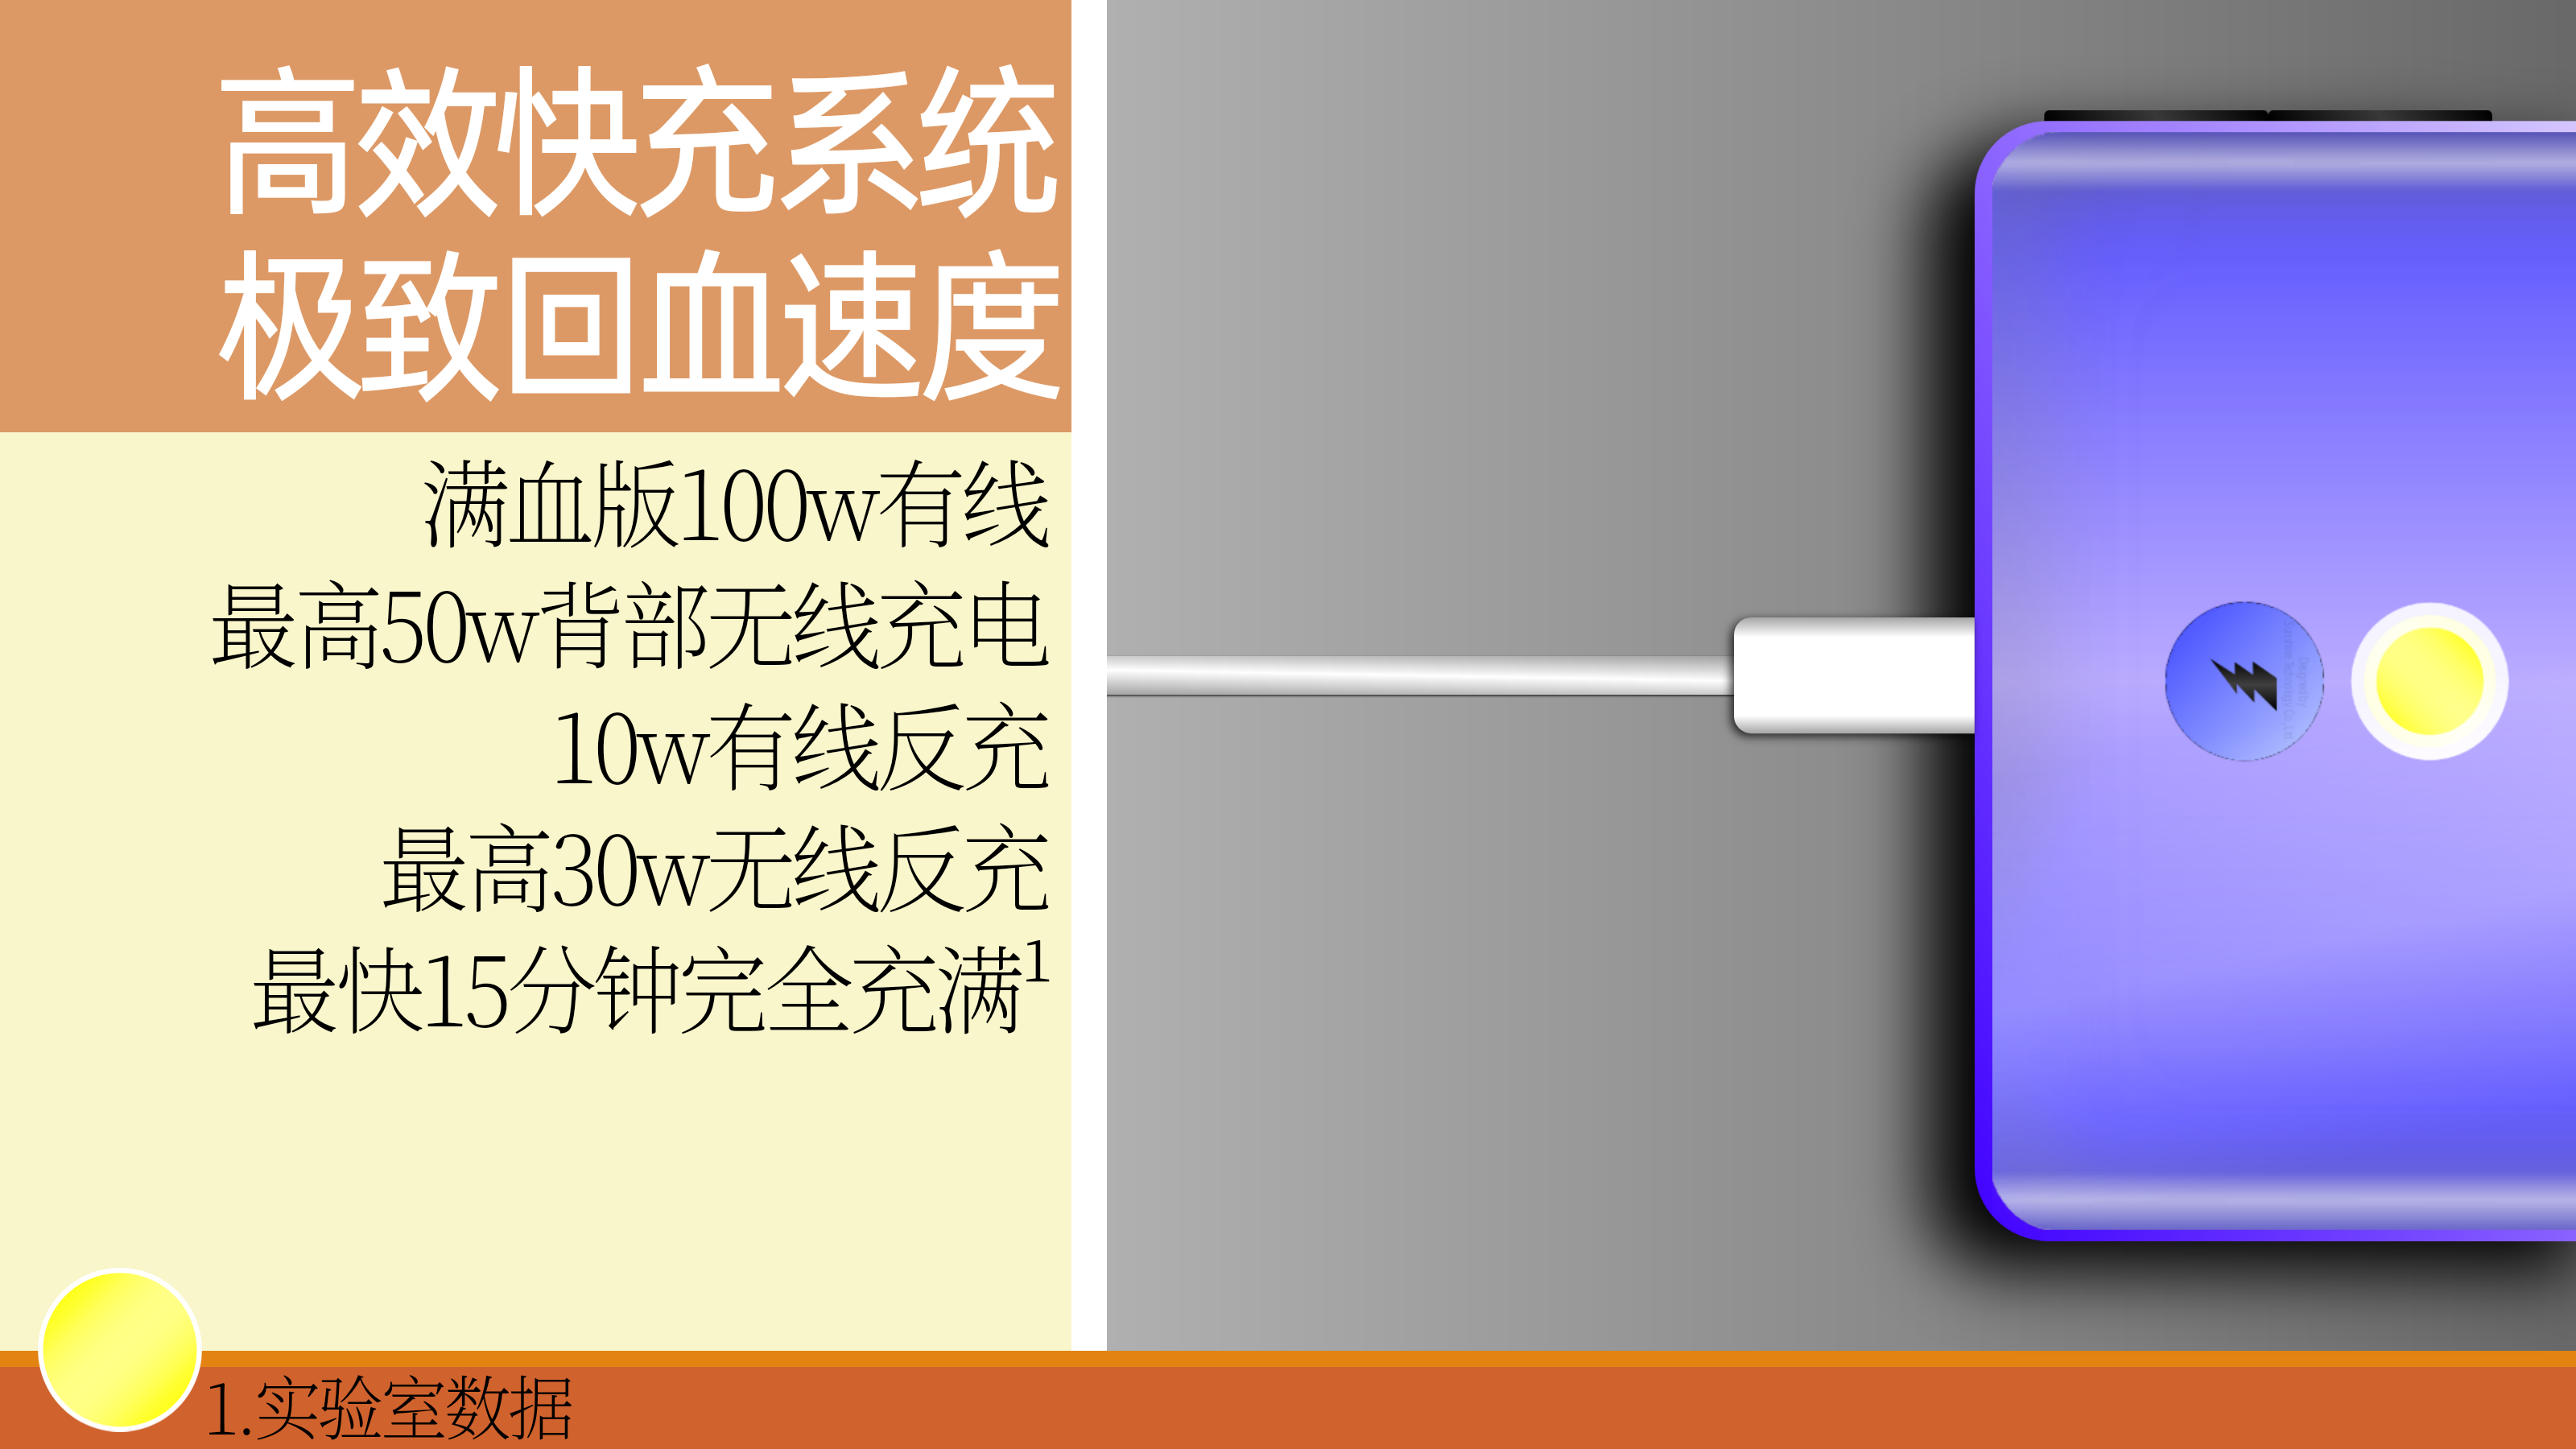 高效快充系统
极致回血速度
满血版100w有线
最高50w背部无线充电
10w有线反充
最高30w无线反充
最快15分钟完全充满¹
1.实验室数据